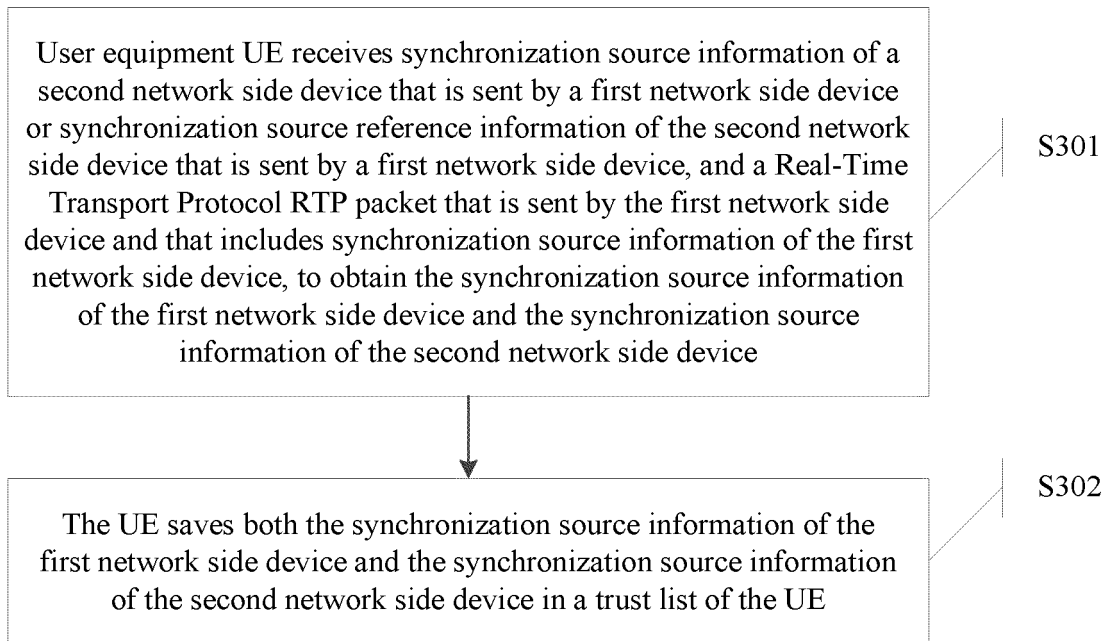 User equipment UE receives synchronization source information of a
second network side device that is sent by a first network side device
or synchronization source reference information of the second network
side device that is sent by a first network side device, and a Real-Time
Transport Protocol RTP packet that is sent by the first network side
device and that includes synchronization source information of the first
network side device, to obtain the synchronization source information
of the first network side device and the synchronization source
information of the second network side device
S301
The UE saves both the synchronization source information of the
first network side device and the synchronization source information
of the second network side device in a trust list of the UE
S302